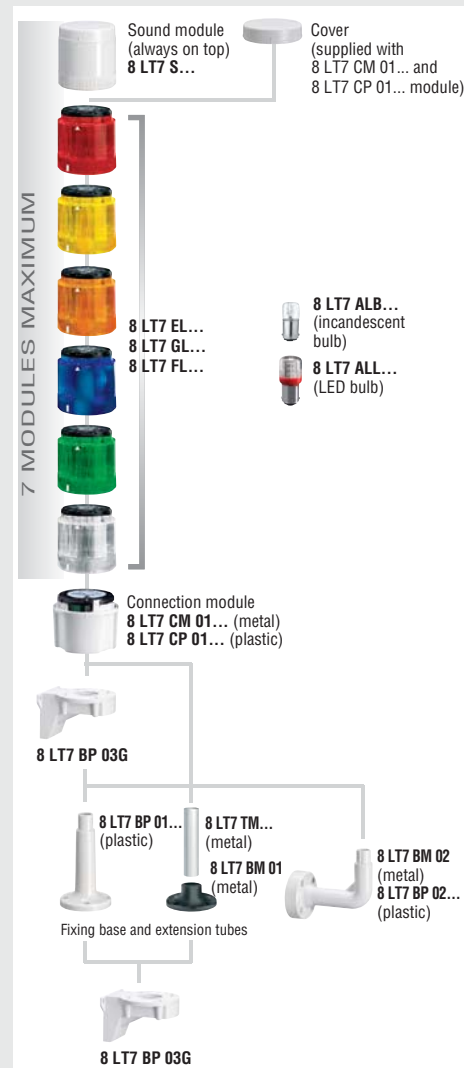 Sound module
(always on top)
8 LT7 S...
Cover
(supplied with
8 LT7 CM 01... and
8 LT7 CP 01... module)
7 MODULES MAXIMUM
8 LT7 EL...
8 LT7 GL...
8 LT7 FL...
8 LT7 ALB...
(incandescent
bulb)
8 LT7 ALL...
(LED bulb)
Connection module
8 LT7 CM 01... (metal)
8 LT7 CP 01... (plastic)
8 LT7 BP 03G
8 LT7 BP 01...
(plastic)
8 LT7 TM...
(metal)
8 LT7 BM 01
(metal)
8 LT7 BM 02
(metal)
8 LT7 BP 02...
(plastic)
Fixing base and extension tubes
8 LT7 BP 03G